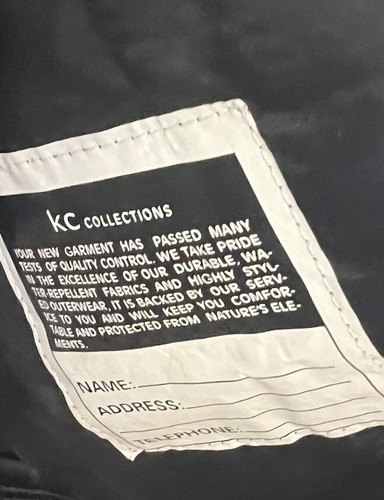 kc COLLECTIONS
YOUR NEW GARMENT HAS PASSED MANY
TESTS OF QUALITY CONTROL. WE TAKE PRIDE
IN THE EXCELLENCE OF OUR DURABLE, WA-
TER-REPELLENT FABRICS AND HIGHLY STYL-
ED OUTERWEAR, IT IS BACKED BY OUR SERV-
ICE TO YOU AND WILL KEEP YOU COMFOR-
TABLE AND PROTECTED FROM NATURE'S ELE-
MENTS.
NAME:
ADDRESS:
TELEPHONE: